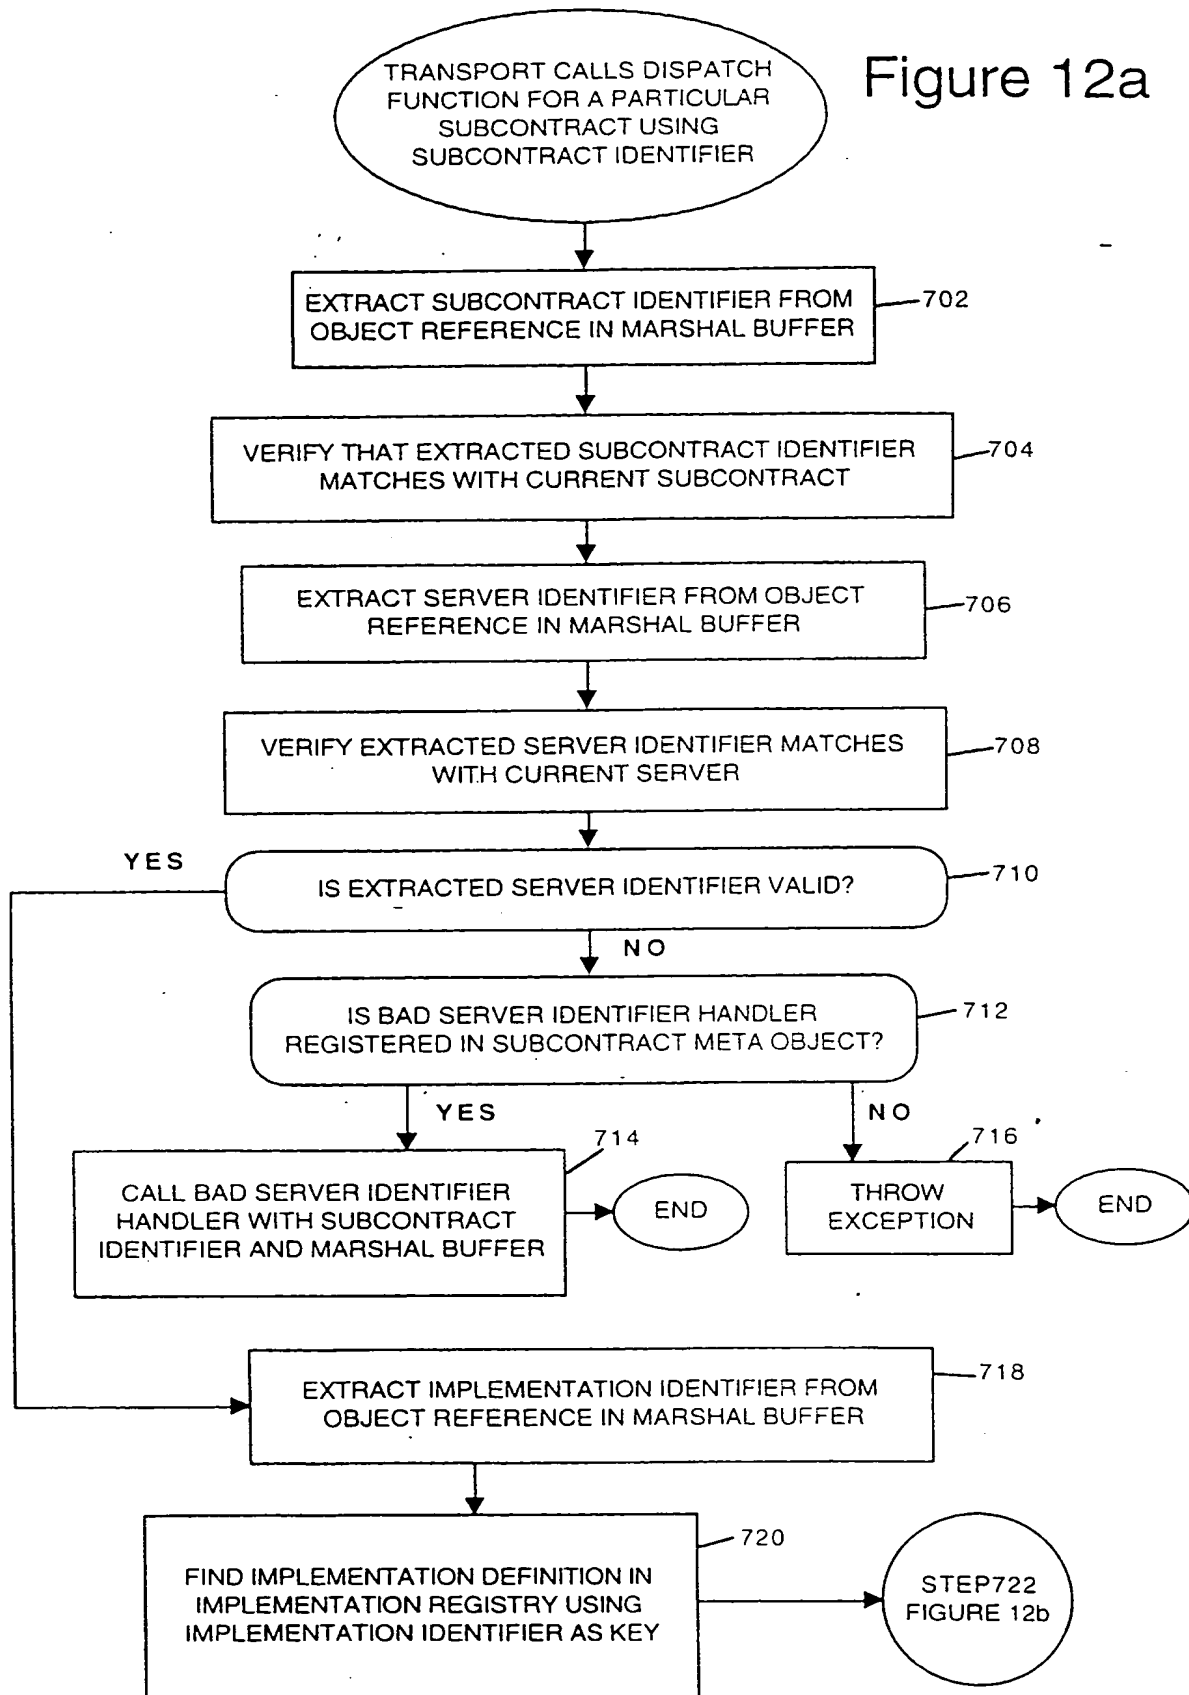 Figure 12a
TRANSPORT CALLS DISPATCH
FUNCTION FOR A PARTICULAR
SUBCONTRACT USING
SUBCONTRACT IDENTIFIER
EXTRACT SUBCONTRACT IDENTIFIER FROM
OBJECT REFERENCE IN MARSHAL BUFFER
702
VERIFY THAT EXTRACTED SUBCONTRACT IDENTIFIER
MATCHES WITH CURRENT SUBCONTRACT
704
EXTRACT SERVER IDENTIFIER FROM OBJECT
REFERENCE IN MARSHAL BUFFER
706
VERIFY EXTRACTED SERVER IDENTIFIER MATCHES
WITH CURRENT SERVER
708
YES
IS EXTRACTED SERVER IDENTIFIER VALID?
710
NO
IS BAD SERVER IDENTIFIER HANDLER
REGISTERED IN SUBCONTRACT META OBJECT?
712
YES
NO
714
CALL BAD SERVER IDENTIFIER
HANDLER WITH SUBCONTRACT
IDENTIFIER AND MARSHAL BUFFER
END
716
THROW
EXCEPTION
END
EXTRACT IMPLEMENTATION IDENTIFIER FROM
OBJECT REFERENCE IN MARSHAL BUFFER
718
FIND IMPLEMENTATION DEFINITION IN
IMPLEMENTATION REGISTRY USING
IMPLEMENTATION IDENTIFIER AS KEY
720
STEP722
FIGURE 12b